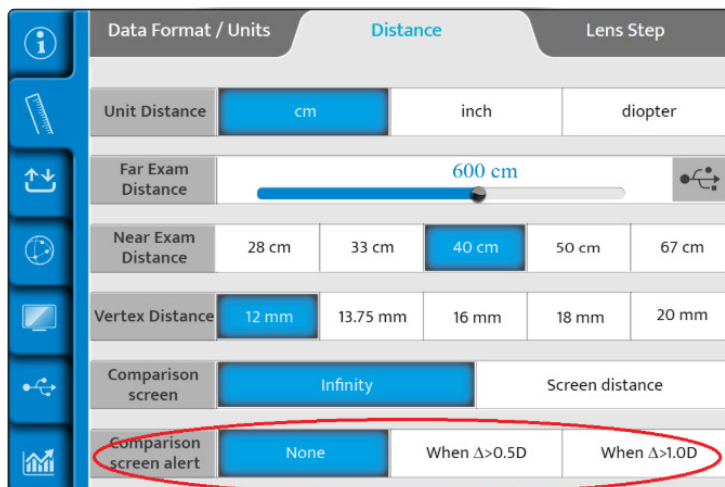 Data Format / Units Distance Lens Step
Unit Distance cm inch diopter
600 cm
Far Exam
Distance
Near Exam
Distance 28 cm 33 cm 40 cm 50 cm 67 cm
Vertex Distance 12 mm 13.75 mm 16 mm 18 mm 20 mm
Comparison
screen Infinity Screen distance
Comparison
screen alert None When Δ>0.5D When Δ>1.0D